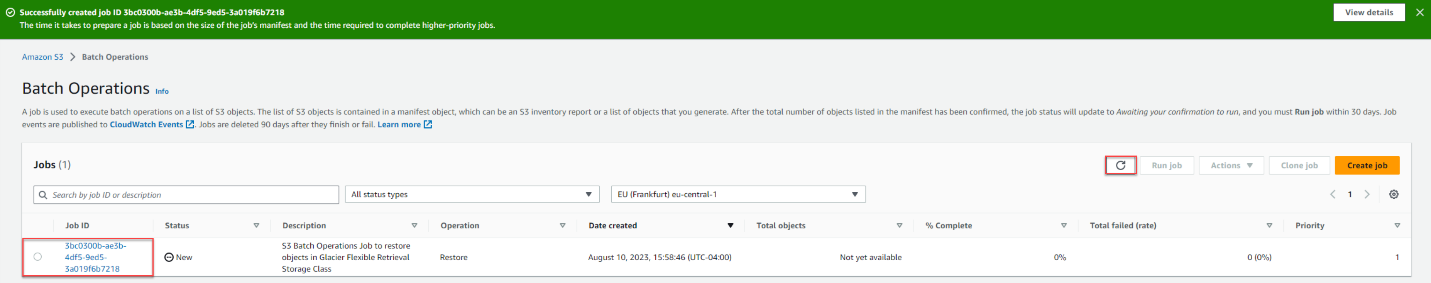 Successfully created job ID 3bc0300b-ae3b-4df5-9ed5-3a019f6b7218
The time it takes to prepare a job is based on the size of the job's manifest and the time required to complete higher-priority jobs.
View details
Amazon S3 > Batch Operations
Batch Operations Info
A job is used to execute batch operations on a list of S3 objects. The list of S3 objects is contained in a manifest object, which can be an S3 inventory report or a list of objects that you generate. After the total number of objects listed in the manifest has been confirmed, the job status will update to Awaiting your confirmation to run, and you must Run job within 30 days. Job
events are published to CloudWatch Events. Jobs are deleted 90 days after they finish or fail. Learn more
Jobs (1)
Run job
Actions
Clone job
Create job
Search by job ID or description
All status types
EU (Frankfurt) eu-central-1
1
Job ID
Status
Description
Operation
Date created
Total objects
% Complete
Total failed (rate)
Priority
3bc0300b-ae3b-
4df5-9ed5-
3a019f6b7218
New
S3 Batch Operations Job to restore
objects in Glacier Flexible Retrieval
Storage Class
Restore
August 10, 2023, 15:58:46 (UTC-04:00)
Not yet available
0%
0 (0%)
1